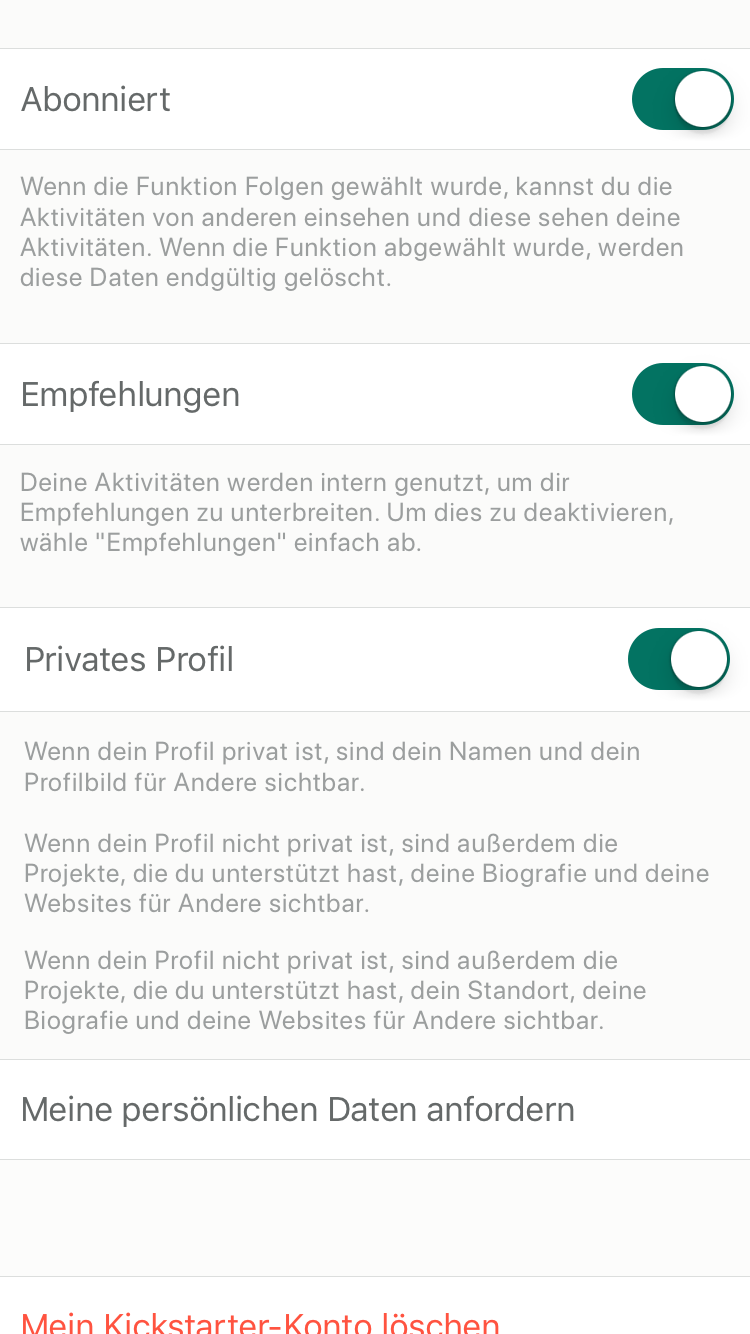 Abonniert
Wenn die Funktion Folgen gewählt wurde, kannst du die
Aktivitäten von anderen einsehen und diese sehen deine
Aktivitäten. Wenn die Funktion abgewählt wurde, werden
diese Daten endgültig gelöscht.
Empfehlungen
Deine Aktivitäten werden intern genutzt, um dir
Empfehlungen zu unterbreiten. Um dies zu deaktivieren,
wähle "Empfehlungen" einfach ab.
Privates Profil
Wenn dein Profil privat ist, sind dein Namen und dein
Profilbild für Andere sichtbar.
Wenn dein Profil nicht privat ist, sind außerdem die
Projekte, die du unterstützt hast, deine Biografie und deine
Websites für Andere sichtbar.
Wenn dein Profil nicht privat ist, sind außerdem die
Projekte, die du unterstützt hast, dein Standort, deine
Biografie und deine Websites für Andere sichtbar.
Meine persönlichen Daten anfordern
Mein Kickstarter-Konto löschen